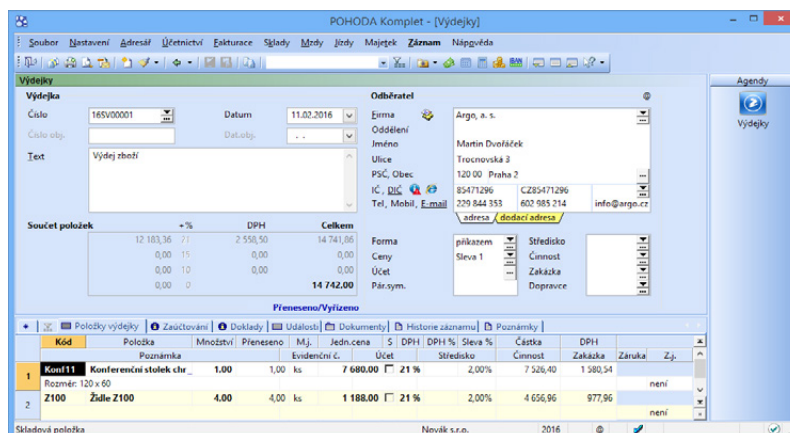 POHODA Komplet - [Výdejky]
Soubor Nastavení Adresář Účetnictví Fakturace Sklady Mzdy Jízdy Majetek Záznam Nápověda
Výdejky
Agendy
Výdejky
Výdejka
Číslo 16SV00001 Datum 11.02.2016
Číslo obj. Dat.obj. . .
Text Výdej zboží
Odběratel @
Firma Argo, a. s.
Oddělení
Jméno Martin Dvořáček
Ulice Trocnovská 3
PSČ, Obec 120 00 Praha 2
IČ, DIČ 85471296 CZ85471296
Tel, Mobil, E-mail 229 844 353 602 985 214 info@argo.cz
adresa dodací adresa
Součet položek +% DPH Celkem
12 183,36 21 2 558,50 14 741,86
0,00 15 0,00 0,00
0,00 10 0,00 0,00
0,00 0 14 742.00
Forma příkazem Středisko
Ceny Sleva 1 Činnost
Účet Zakázka
Pár.sym. Dopravce
Přeneseno/Vyřízeno
Položky výdejky Zaúčtování Doklady Události Dokumenty Historie záznamu Poznámky
Kód Položka Množství Přeneseno M.j. Jedn.cena S DPH DPH % Sleva % Částka DPH
Poznámka Evidenční č. Účet Středisko Činnost Zakázka Záruka Z.j.
1 Konf11 Konferenční stolek chr_ 1.00 1,00 ks 7 680.00 21 % 2,00% 7 526,40 1 580,54
Rozměr: 120 x 60 není
2 Z100 Židle Z100 4.00 4,00 ks 1 188.00 21 % 2,00% 4 656,96 977,96
není
Skladová položka Novák s.r.o. 2016 @